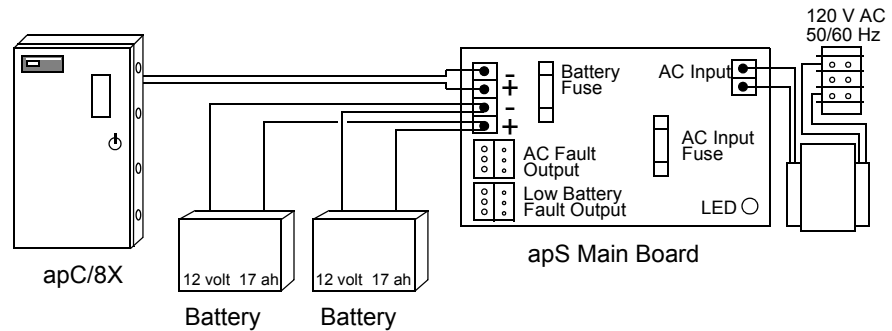 120 V AC
50/60 Hz
-
+
-
+
Battery
Fuse
AC Input
AC Input
Fuse
AC Fault
Output
Low Battery
Fault Output
LED
apS Main Board
apC/8X
12 volt 17 ah
12 volt 17 ah
Battery
Battery